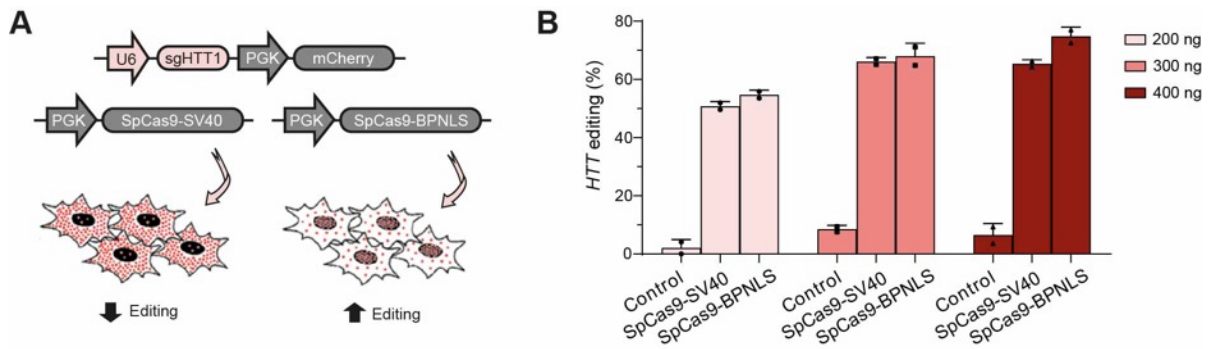 A
U6 sgHTT1 PGK mCherry
PGK SpCas9-SV40 PGK SpCas9-BPNLS
Editing Editing
B
HTT editing (%)
80
60
40
20
0
Control SpCas9-SV40 SpCas9-BPNLS Control SpCas9-SV40 SpCas9-BPNLS Control SpCas9-SV40 SpCas9-BPNLS
200 ng
300 ng
400 ng